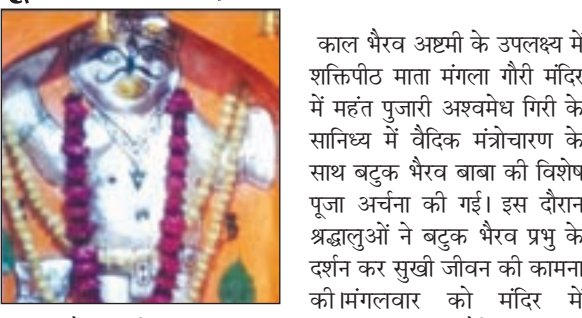 काल भैरव अष्टमी के उपलक्ष्य में
शक्तिपीठ माता मंगला गौरी मंदिर
में महंत पुजारी अश्वमेध गिरी के
सानिध्य में वैदिक मंत्रोचारण के
साथ बटुक भैरव बाबा की विशेष
पूजा अर्चना की गई। इस दौरान
श्रद्धालुओं ने बटुक भैरव प्रभु के
दर्शन कर सुखी जीवन की कामना
की।मंगलवार को मंदिर में